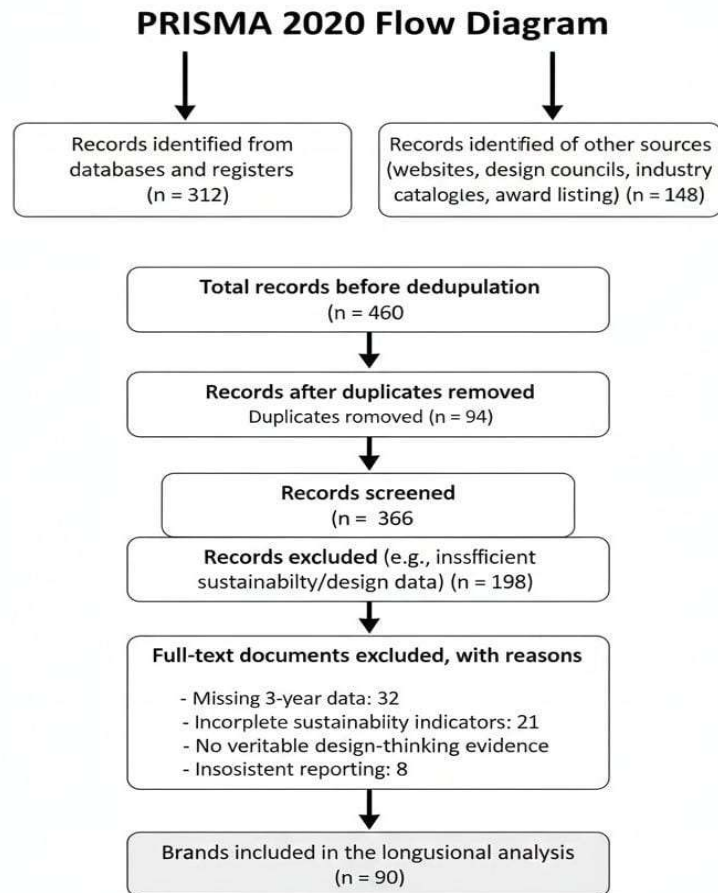 PRISMA 2020 Flow Diagram
Records identified from
databases and registers
(n = 312)
Records identified of other sources
(websites, design councils, industry
catalogles, award listing) (n = 148)
Total records before dedupulation
(n = 460
Records after duplicates removed
Duplicates romoved (n = 94)
Records screened
(n = 366
Records excluded (e.g., inssfficient
sustainabilty/design data) (n = 198)
Full-text documents excluded, with reasons
- Missing 3-year data: 32
- Incorplete sustainabiity indicators: 21
- No veritable design-thinking evidence
- Insosistent reporting: 8
Brands included in the longusional analysis
(n = 90)